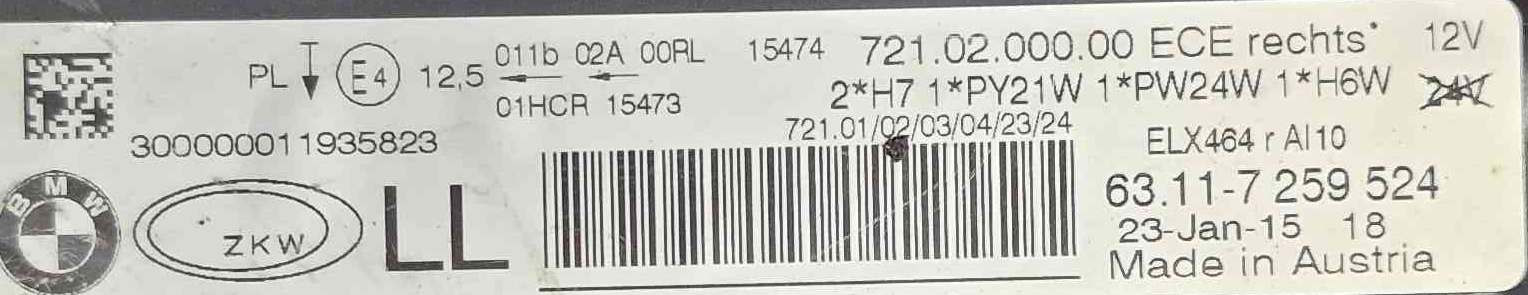 PL E4 12,5 011b 02A 00RL 15474 721.02.000.00 ECE rechts* 12V
01HCR 15473 2*H7 1*PY21W 1*PW24W 1*H6W 24V
300000011935823 721.01/02/03/04/23/24 ELX464 r Al10
BMW ZKW LL 63.11-7 259 524
23-Jan-15 18
Made in Austria